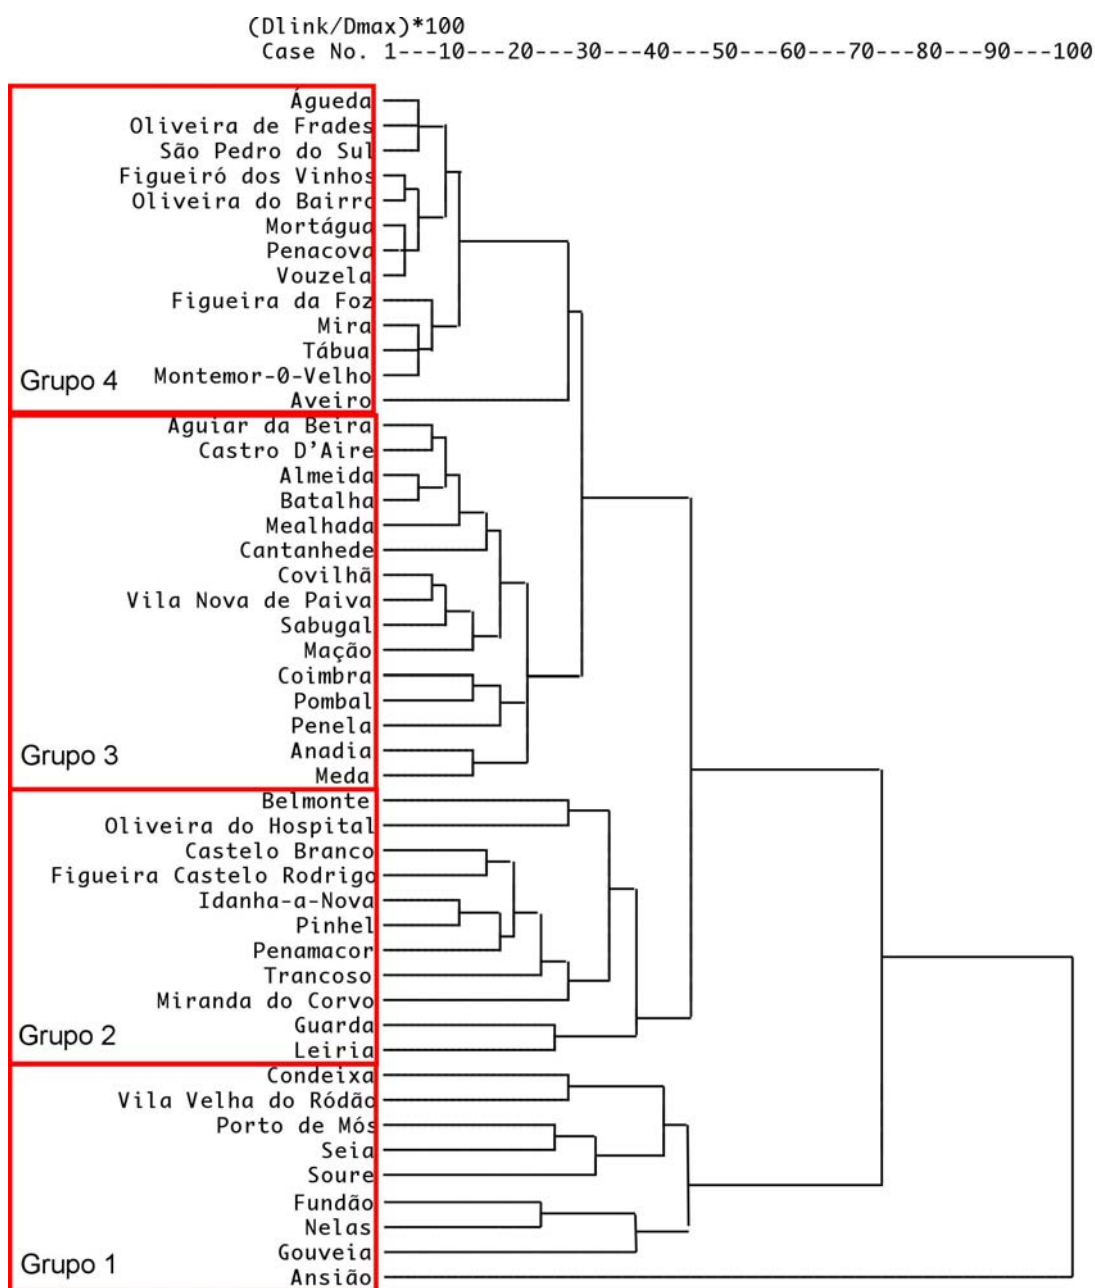 (Dlink/Dmax)*100
Case No. 1---10---20---30---40---50---60---70---80---90---100
Águeda
Oliveira de Frades
São Pedro do Sul
Figueiró dos Vinhos
Oliveira do Bairro
Mortágua
Penacova
Vouzela
Figueira da Foz
Mira
Tábua
Montemor-0-Velho
Grupo 4
Aveiro
Aguiar da Beira
Castro D'Aire
Almeida
Batalha
Mealhada
Cantanhede
Covilhã
Vila Nova de Paiva
Sabugal
Mação
Coimbra
Pombal
Penela
Anadia
Grupo 3
Meda
Belmonte
Oliveira do Hospital
Castelo Branco
Figueira Castelo Rodrigo
Idanha-a-Nova
Pinhel
Penamacor
Trancoso
Miranda do Corvo
Guarda
Grupo 2
Leiria
Condeixa
Vila Velha do Ródão
Porto de Mós
Seia
Soure
Fundão
Nelas
Gouveia
Grupo 1
Ansião